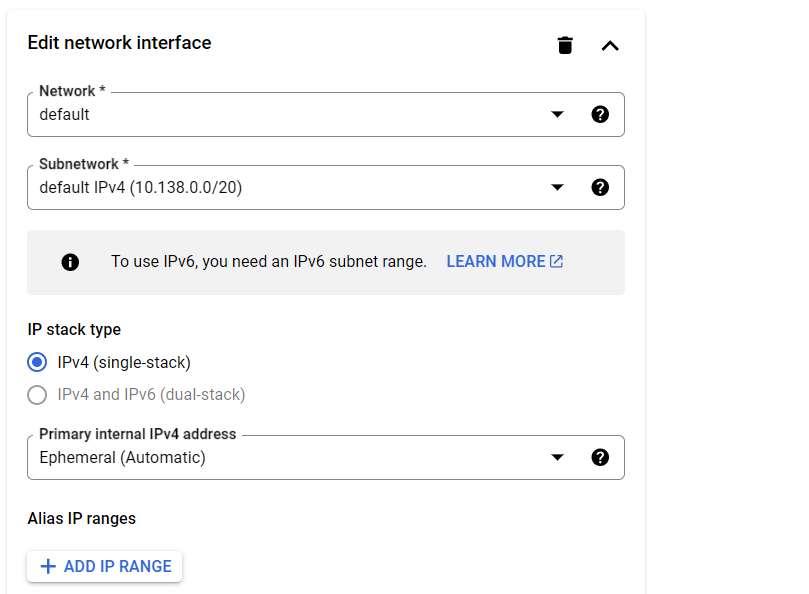 Edit network interface
Network *
default
Subnetwork *
default IPv4 (10.138.0.0/20)
To use IPv6, you need an IPv6 subnet range. LEARN MORE
IP stack type
IPv4 (single-stack)
IPv4 and IPv6 (dual-stack)
Primary internal IPv4 address
Ephemeral (Automatic)
Alias IP ranges
ADD IP RANGE